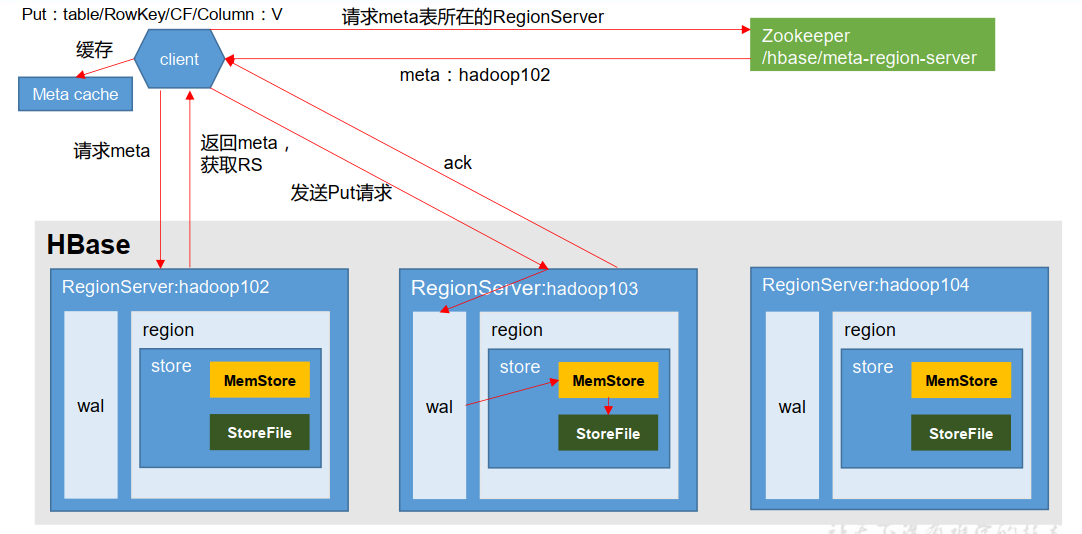 Put：table/RowKey/CF/Column：V
请求meta表所在的RegionServer
Zookeeper
/hbase/meta-region-server
缓存
client
meta：hadoop102
Meta cache
请求meta
返回meta，
获取RS
ack
发送Put请求
HBase
RegionServer:hadoop102
wal
region
store
MemStore
StoreFile
RegionServer:hadoop103
wal
region
store
MemStore
StoreFile
RegionServer:hadoop104
wal
region
store
MemStore
StoreFile